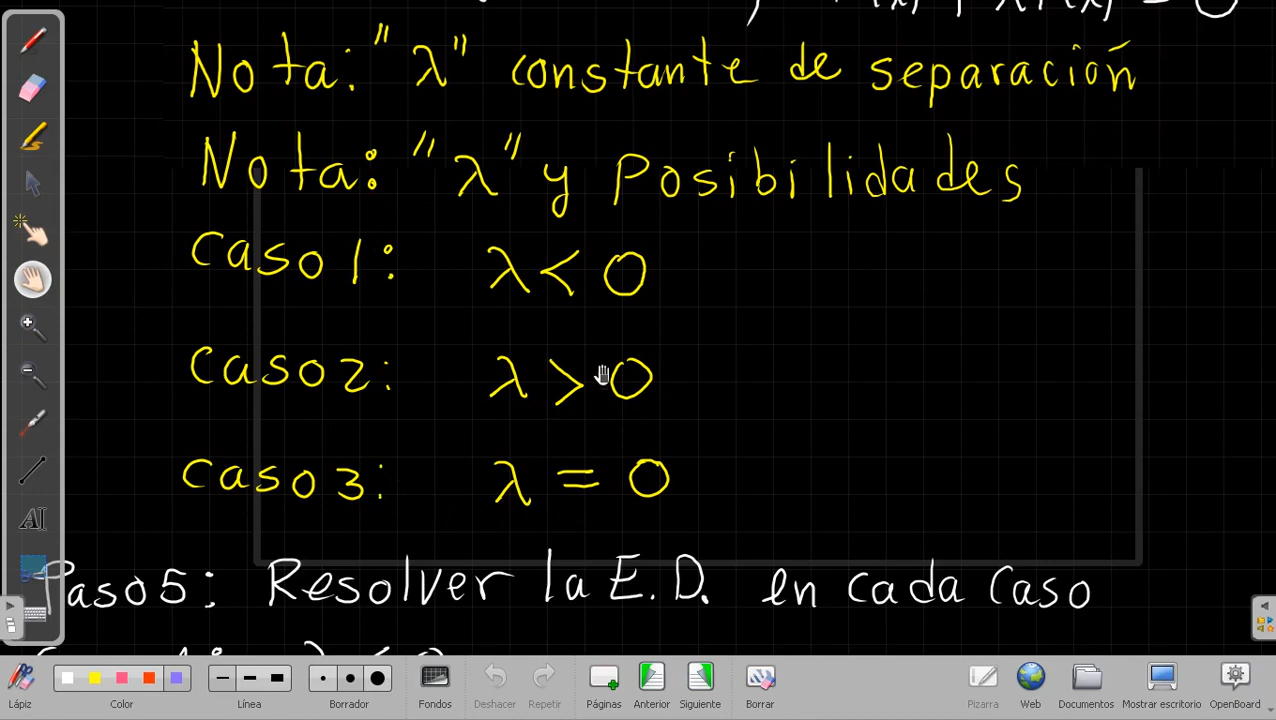 Nota: "λ" constante de separación
Nota: "λ" y Posibilidades
Caso 1: λ < 0
Caso 2: λ > 0
Caso 3: λ = 0
Paso 5: Resolver la E.D. en cada Caso
Lápiz
Color
Línea
Borrador
Fondos
Deshacer
Repetir
Páginas
Anterior
Siguiente
Borrar
Pizarra
Web
Documentos
Mostrar escritorio
OpenBoard